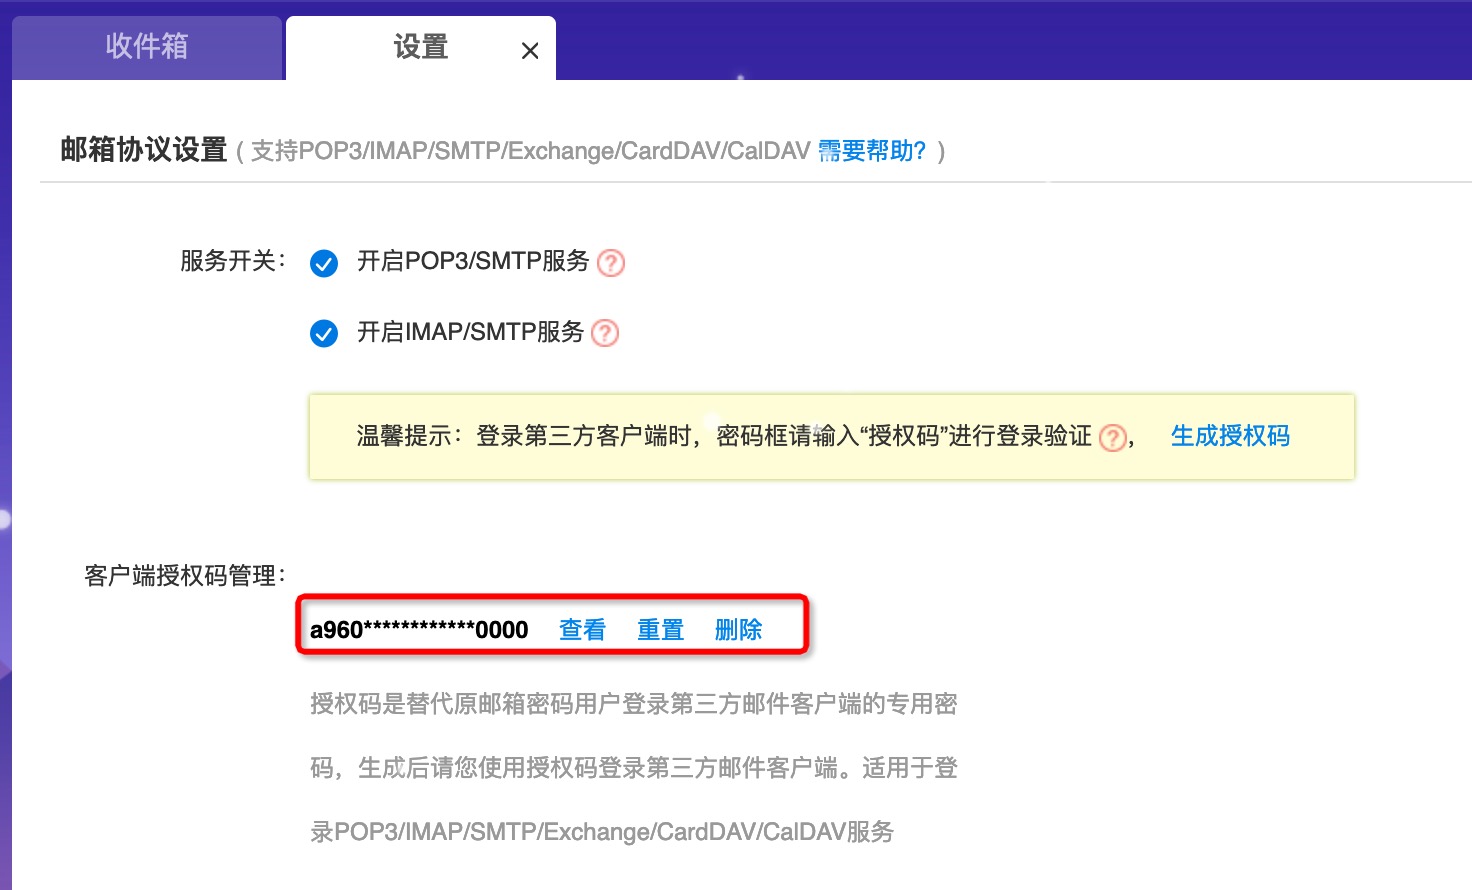 收件箱 设置
邮箱协议设置 ( 支持POP3/IMAP/SMTP/Exchange/CardDAV/CalDAV 需要帮助? )
服务开关： 开启POP3/SMTP服务 ?
开启IMAP/SMTP服务 ?
温馨提示：登录第三方客户端时，密码框请输入“授权码”进行登录验证 ?， 生成授权码
客户端授权码管理：
a960************0000 查看 重置 删除
授权码是替代原邮箱密码用户登录第三方邮件客户端的专用密
码，生成后请您使用授权码登录第三方邮件客户端。适用于登
录POP3/IMAP/SMTP/Exchange/CardDAV/CalDAV服务